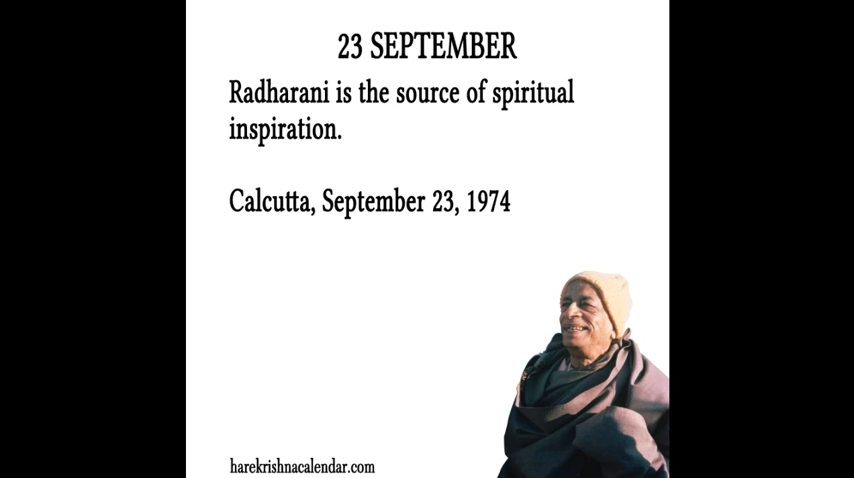 23 SEPTEMBER
Radharani is the source of spiritual
inspiration.
Calcutta, September 23, 1974
harekrishnacalendar.com